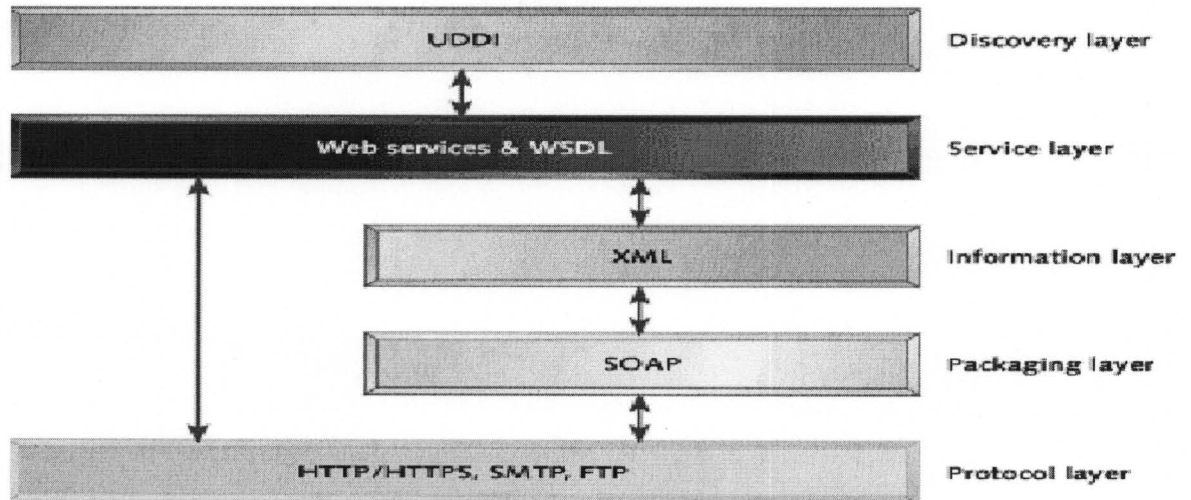 UDDI
Discovery layer
Web services & WSDL
Service layer
XML
Information layer
SOAP
Packaging layer
HTTP/HTTPS, SMTP, FTP
Protocol layer